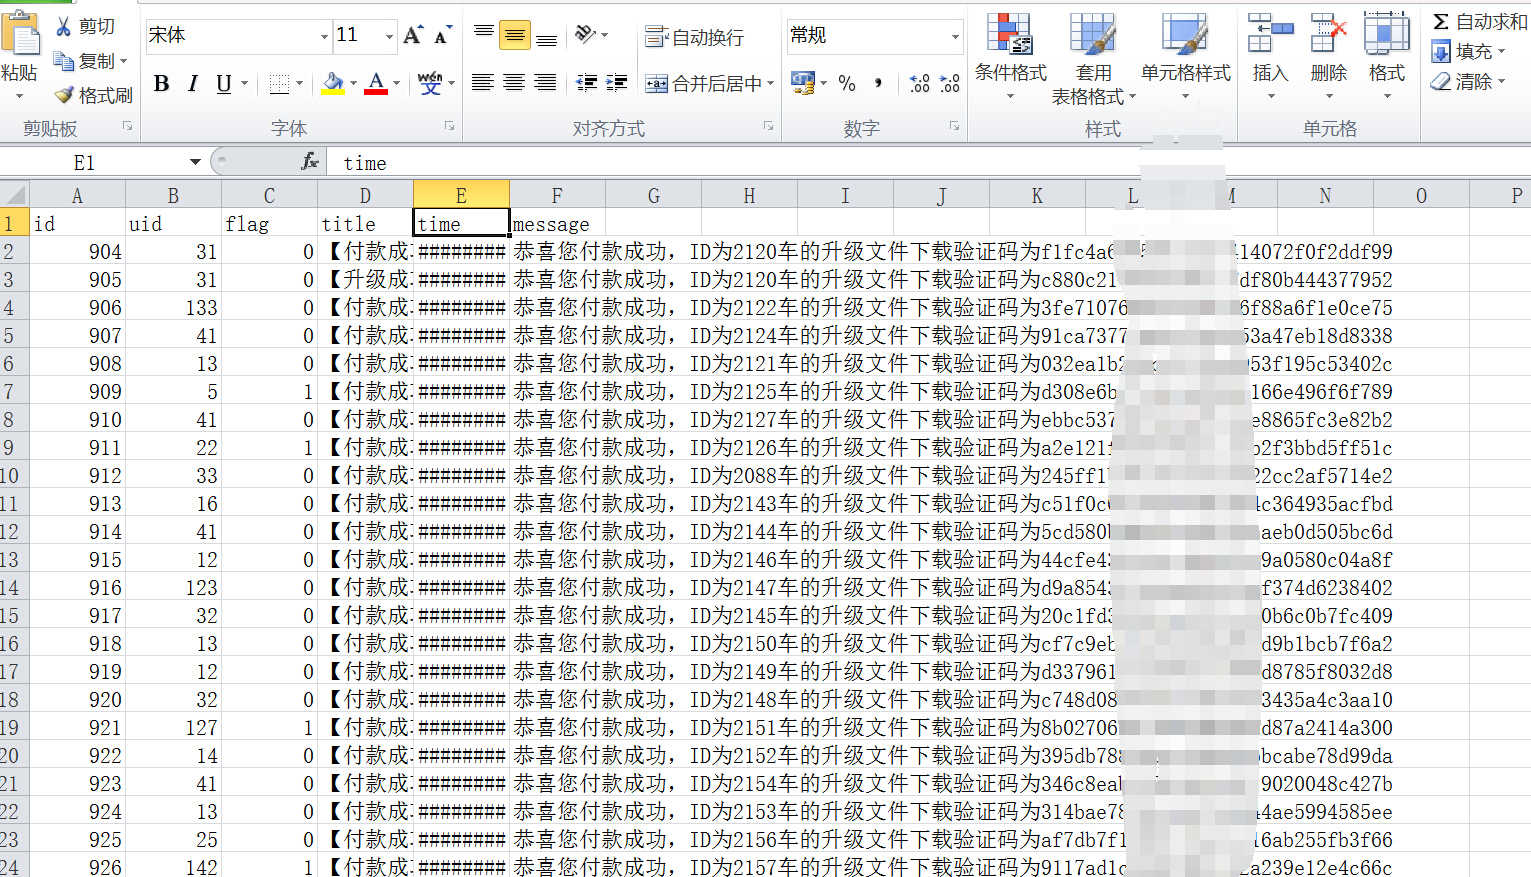 剪切
宋体 11
常规
Σ 自动求和
复制
自动换行
填充
粘贴
格式刷
B I U A wén 文
合并后居中
% , .00
条件格式 套用 表格格式 单元格样式 插入 删除 格式
清除
剪贴板 字体 对齐方式 数字 样式 单元格
E1 fx time
A B C D E F G H I J K L M N O P
1 id uid flag title time message
2 904 31 0 【付款成 ######## 恭喜您付款成功，ID为2120车的升级文件下载验证码为f1fc4a6 414072f0f2ddf99
3 905 31 0 【升级成 ######## 恭喜您付款成功，ID为2120车的升级文件下载验证码为c880c21 df80b444377952
4 906 133 0 【付款成 ######## 恭喜您付款成功，ID为2122车的升级文件下载验证码为3fe7107 6f88a6f1e0ce75
5 907 41 0 【付款成 ######## 恭喜您付款成功，ID为2124车的升级文件下载验证码为91ca737 53a47eb18d8338
6 908 13 0 【付款成 ######## 恭喜您付款成功，ID为2121车的升级文件下载验证码为032ea1b 953f195c53402c
7 909 5 1 【付款成 ######## 恭喜您付款成功，ID为2125车的升级文件下载验证码为d308e6b 166e496f6f789
8 910 41 0 【付款成 ######## 恭喜您付款成功，ID为2127车的升级文件下载验证码为ebbc537 e8865fc3e82b2
9 911 22 1 【付款成 ######## 恭喜您付款成功，ID为2126车的升级文件下载验证码为a2e121f b2f3bbd5ff51c
10 912 33 0 【付款成 ######## 恭喜您付款成功，ID为2088车的升级文件下载验证码为245ff1 22cc2af5714e2
11 913 16 0 【付款成 ######## 恭喜您付款成功，ID为2143车的升级文件下载验证码为c51f0c 4c364935acfbd
12 914 41 0 【付款成 ######## 恭喜您付款成功，ID为2144车的升级文件下载验证码为5cd580 aeb0d505bc6d
13 915 12 0 【付款成 ######## 恭喜您付款成功，ID为2146车的升级文件下载验证码为44cfe4 9a0580c04a8f
14 916 123 0 【付款成 ######## 恭喜您付款成功，ID为2147车的升级文件下载验证码为d9a854 f374d6238402
15 917 32 0 【付款成 ######## 恭喜您付款成功，ID为2145车的升级文件下载验证码为20c1fd 0b6c0b7fc409
16 918 13 0 【付款成 ######## 恭喜您付款成功，ID为2150车的升级文件下载验证码为cf7c9eb d9b1bcb7f6a2
17 919 12 0 【付款成 ######## 恭喜您付款成功，ID为2149车的升级文件下载验证码为d337961 d8785f8032d8
18 920 32 0 【付款成 ######## 恭喜您付款成功，ID为2148车的升级文件下载验证码为c748d08 3435a4c3aa10
19 921 127 1 【付款成 ######## 恭喜您付款成功，ID为2151车的升级文件下载验证码为8b02706 d87a2414a300
20 922 14 0 【付款成 ######## 恭喜您付款成功，ID为2152车的升级文件下载验证码为395db78 bcabe78d99da
21 923 41 0 【付款成 ######## 恭喜您付款成功，ID为2154车的升级文件下载验证码为346c8ea 9020048c427b
22 924 13 0 【付款成 ######## 恭喜您付款成功，ID为2153车的升级文件下载验证码为314bae7 4ae5994585ee
23 925 25 0 【付款成 ######## 恭喜您付款成功，ID为2156车的升级文件下载验证码为af7db7f1 16ab255fb3f66
24 926 142 1 【付款成 ######## 恭喜您付款成功，ID为2157车的升级文件下载验证码为9117ad1 a239e12e4c66c